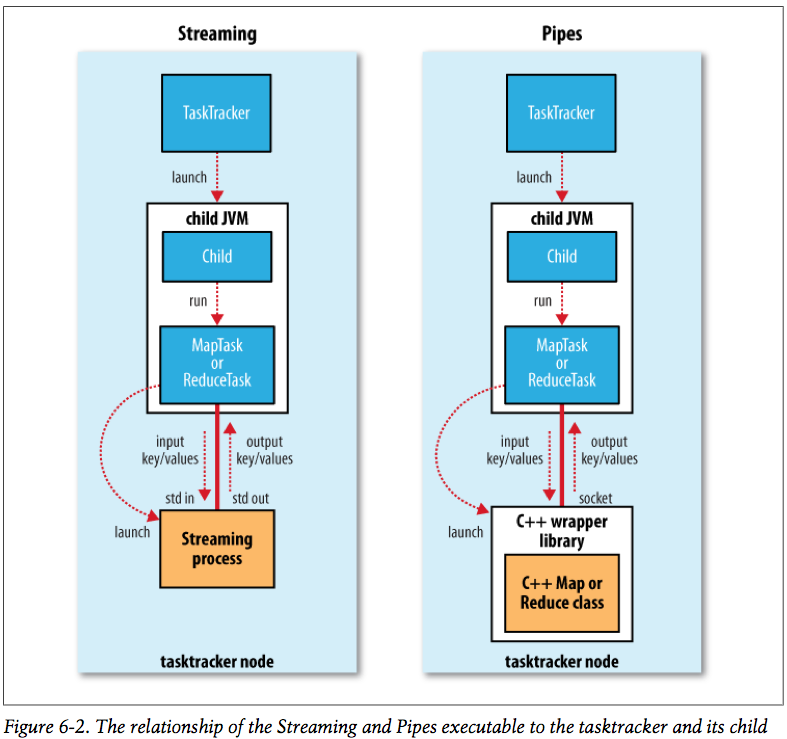 Streaming
TaskTracker
launch
child JVM
Child
run
MapTask
or
ReduceTask
input
key/values
output
key/values
std in
std out
launch
Streaming
process
tasktracker node
Pipes
TaskTracker
launch
child JVM
Child
run
MapTask
or
ReduceTask
input
key/values
output
key/values
socket
launch
C++ wrapper
library
C++ Map or
Reduce class
tasktracker node
Figure 6-2. The relationship of the Streaming and Pipes executable to the tasktracker and its child